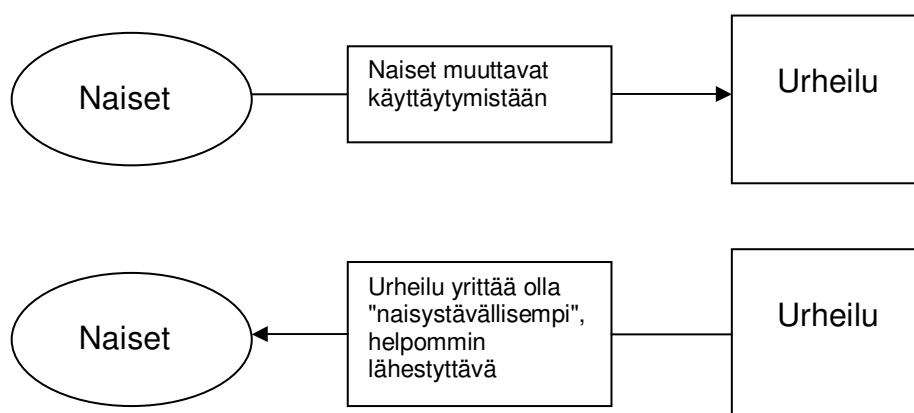 Naiset
Naiset muuttavat
käyttäytymistään
Urheilu
Naiset
Urheilu yrittää olla
"naisystävällisempi",
helpommin
lähestyttävä
Urheilu